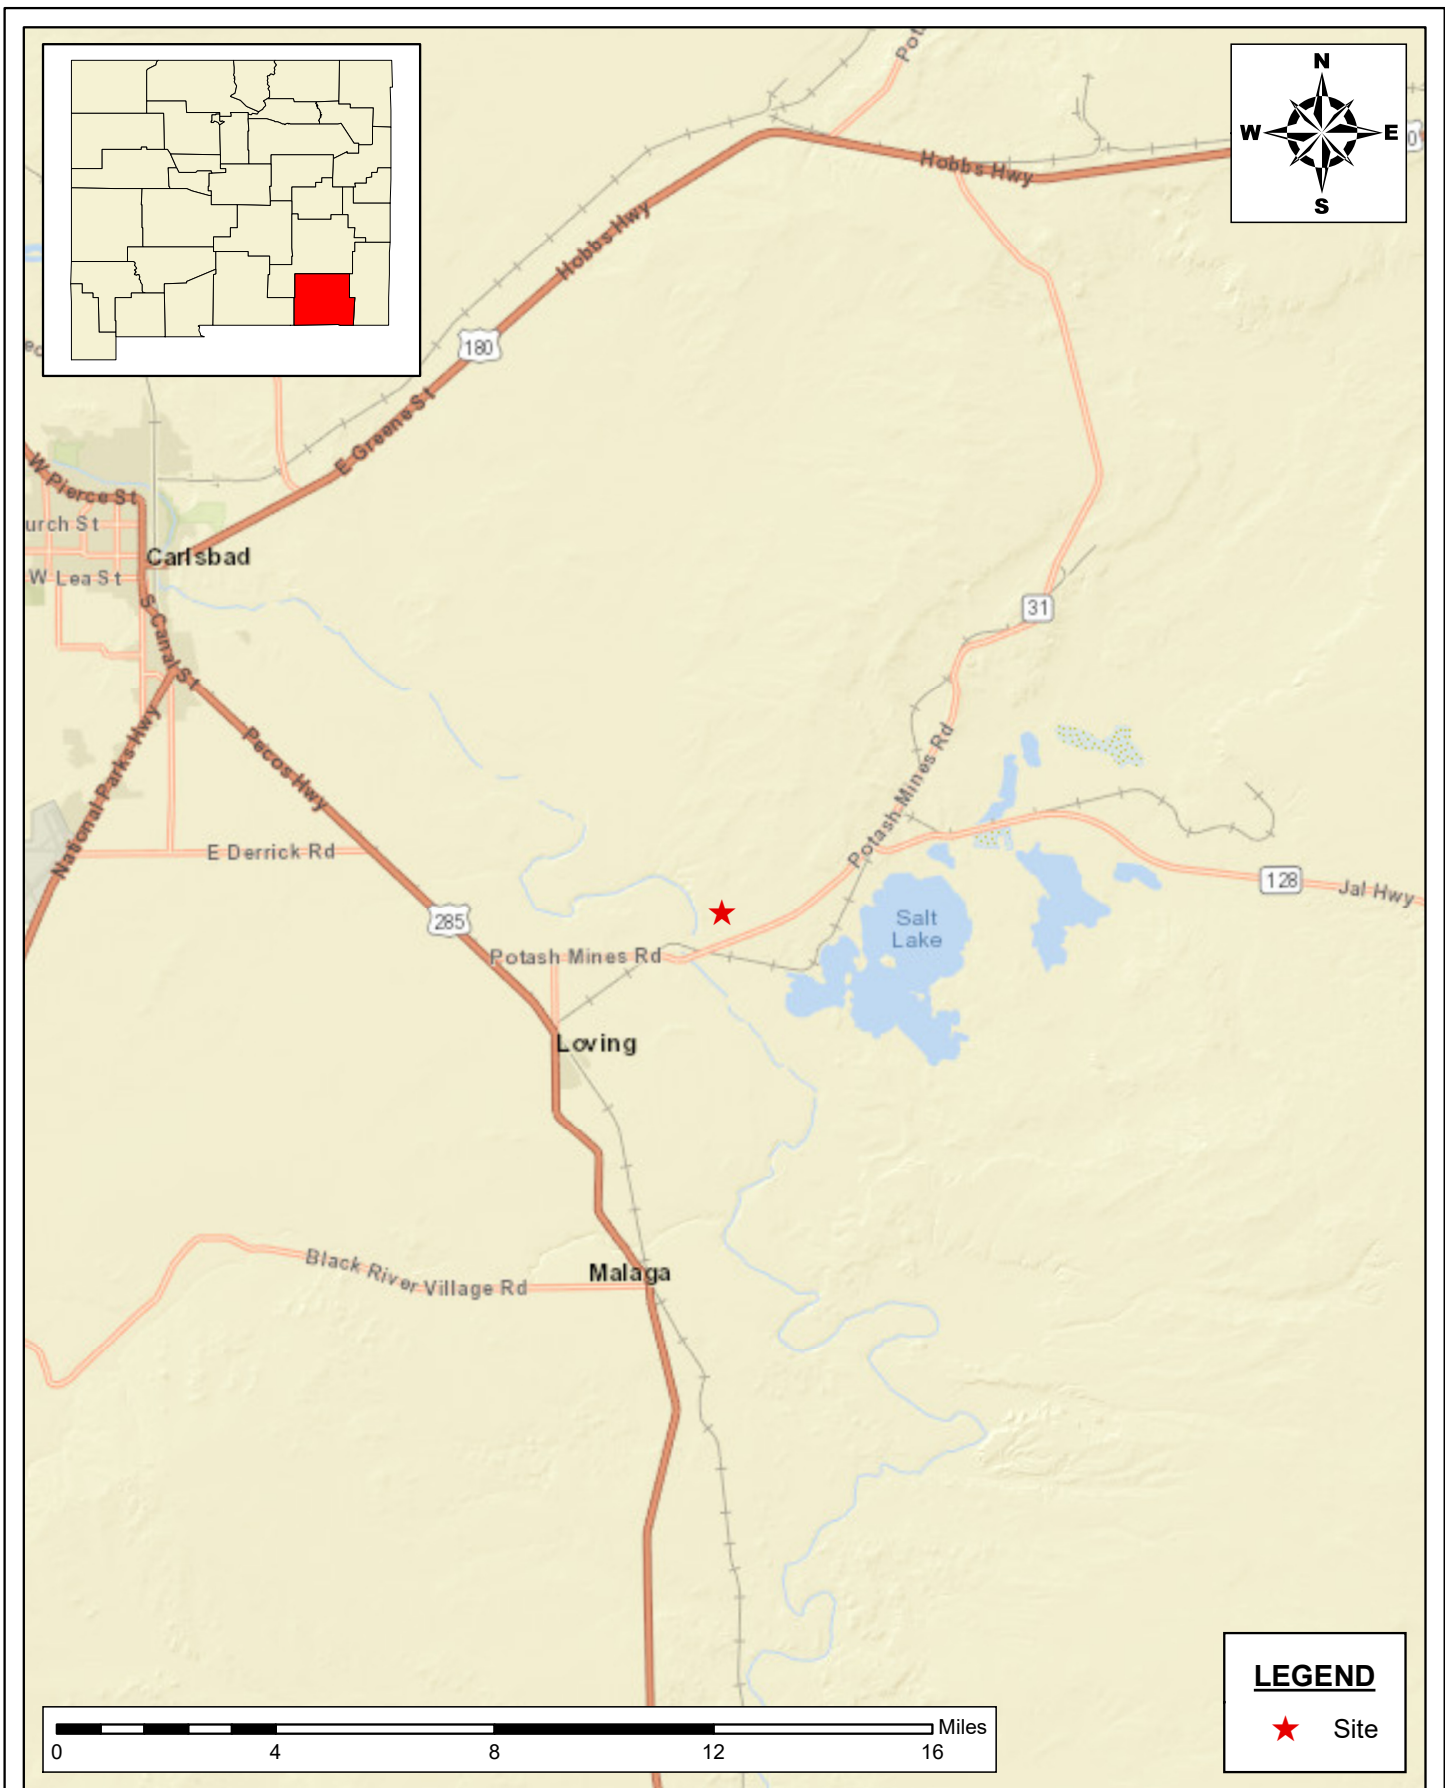 Pot
N
W
E
S
0
Hobbs Hwy
Hobbs Hwy
180
E Greene St
W Pierce St
urch St
Carlsbad
W Lea St
S Canal St
31
National Parks Hwy
Pecos Hwy
Potash Mines Rd
E Derrick Rd
128
Jal Hwy
285
Salt
Lake
Potash Mines Rd
Loving
Black River Village Rd
Malaga
LEGEND
Site
Miles
0
4
8
12
16